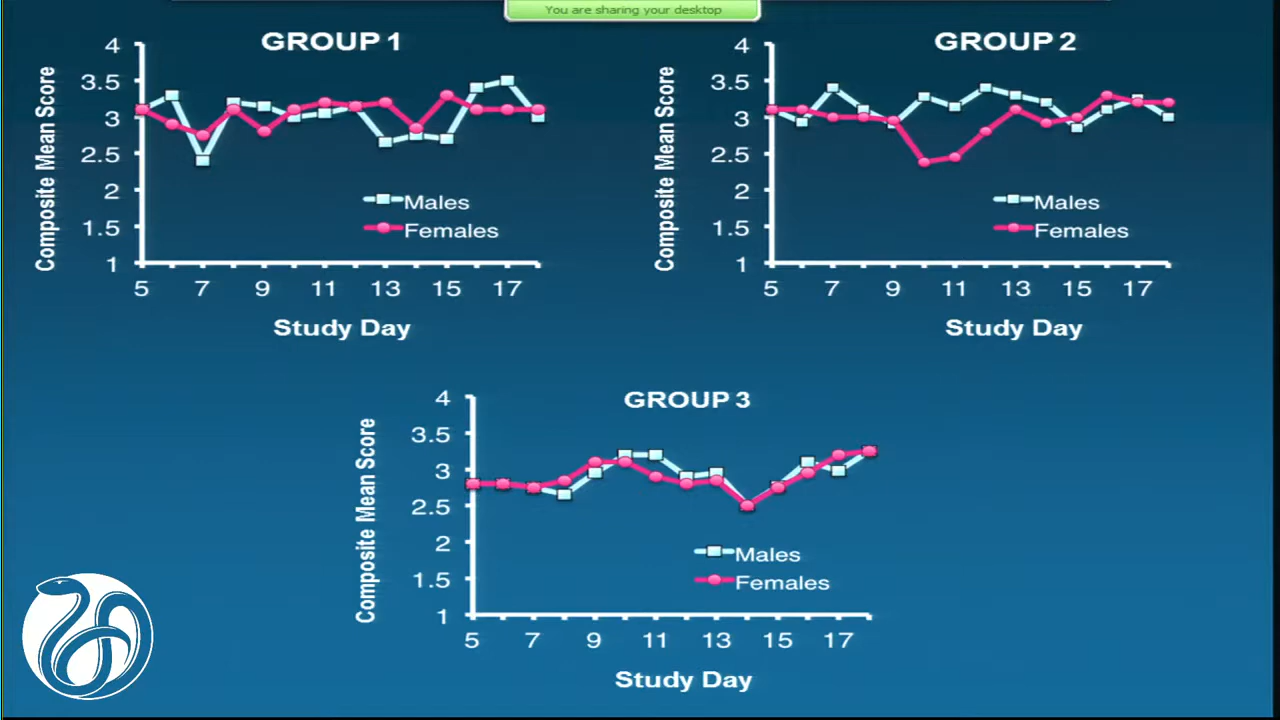 You are sharing your desktop
GROUP 1
Composite Mean Score
4
3.5
3
2.5
2
1.5
1
Males
Females
5 7 9 11 13 15 17
Study Day
GROUP 2
Composite Mean Score
4
3.5
3
2.5
2
1.5
1
Males
Females
5 7 9 11 13 15 17
Study Day
GROUP 3
Composite Mean Score
4
3.5
3
2.5
2
1.5
1
Males
Females
5 7 9 11 13 15 17
Study Day